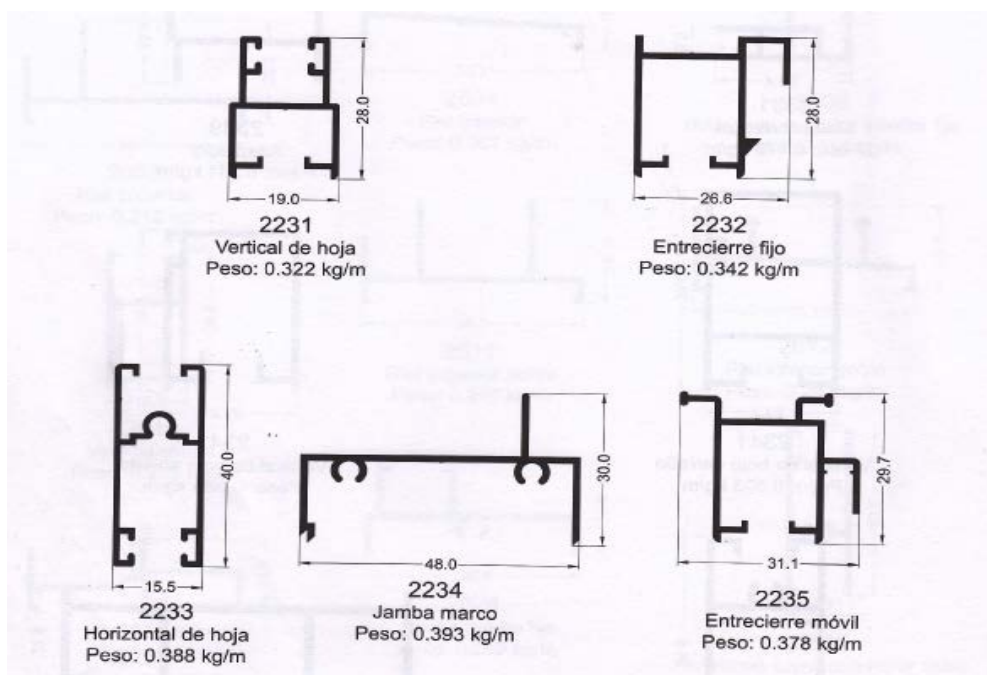 28.0
19.0
2231
Vertical de hoja
Peso: 0.322 kg/m
28.0
26.6
2232
Entrecierre fijo
Peso: 0.342 kg/m
40.0
15.5
2233
Horizontal de hoja
Peso: 0.388 kg/m
30.0
48.0
2234
Jamba marco
Peso: 0.393 kg/m
29.7
31.1
2235
Entrecierre móvil
Peso: 0.378 kg/m